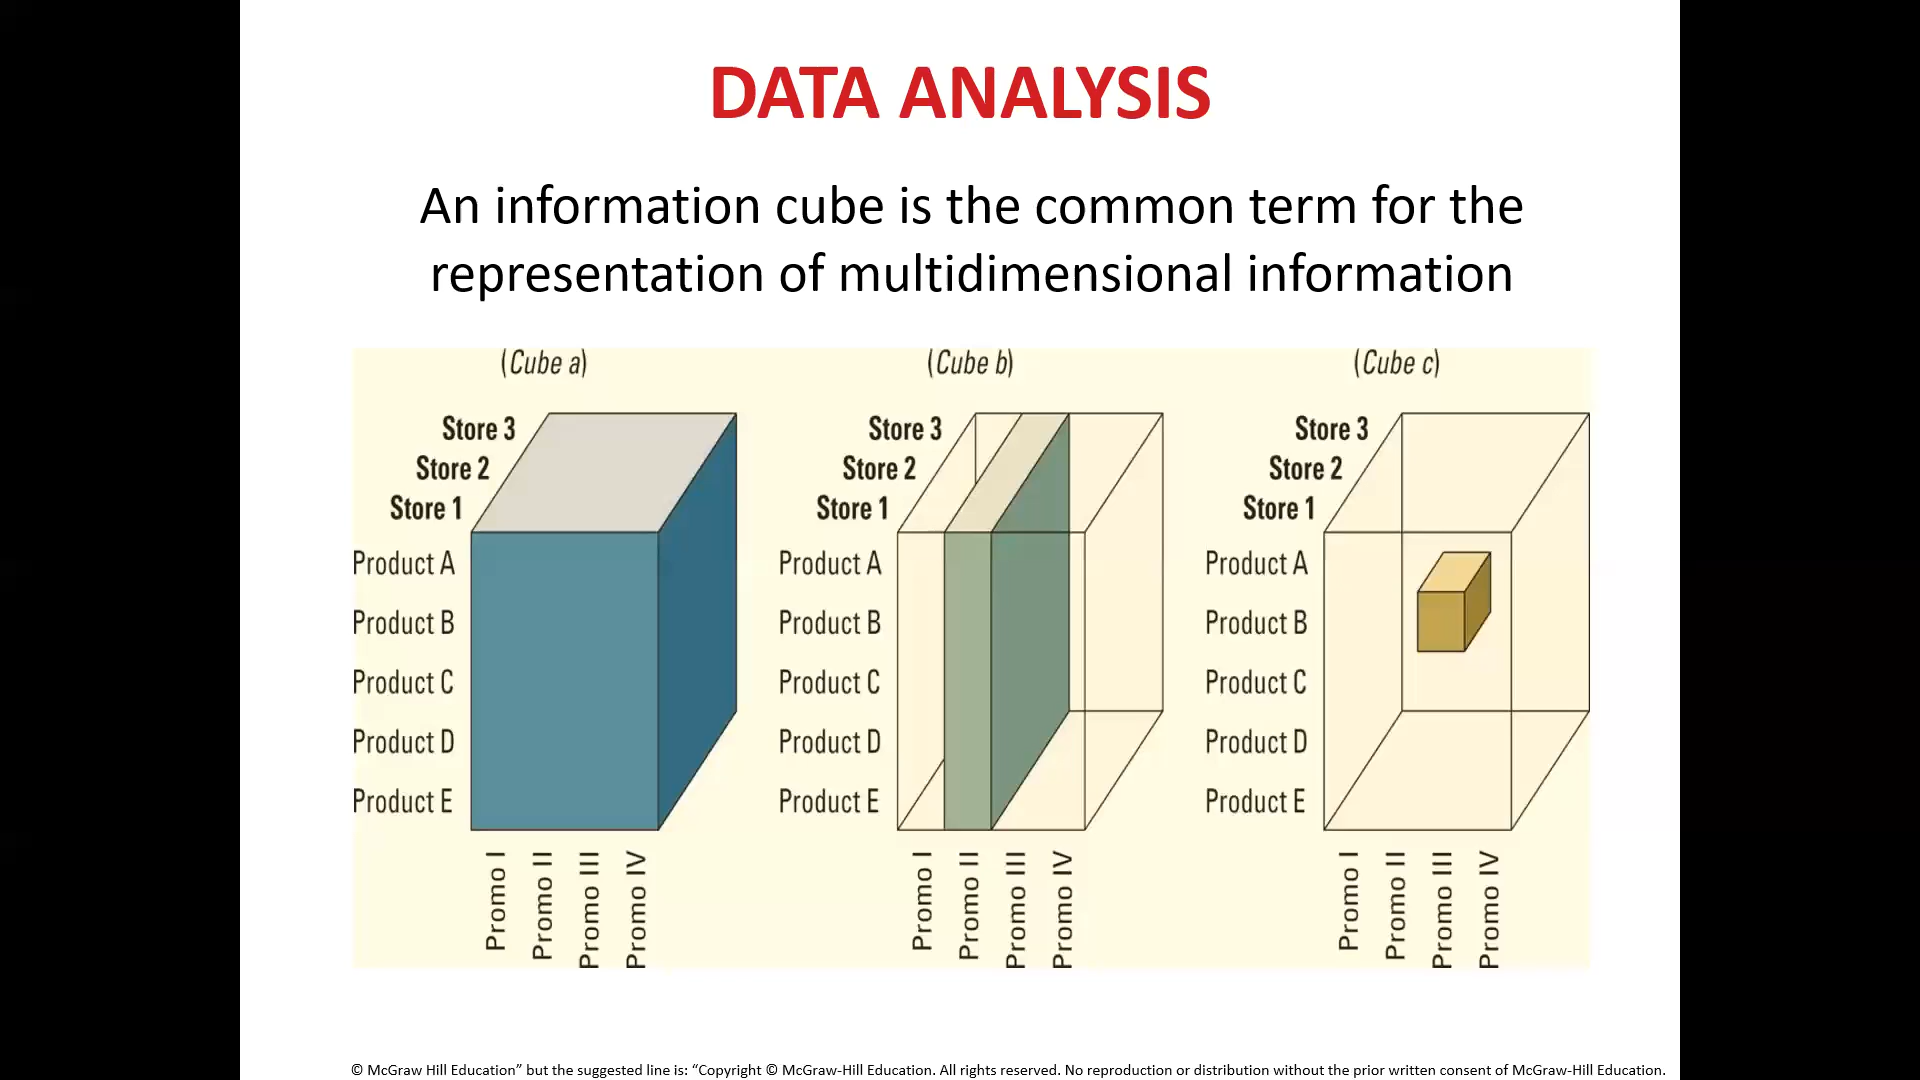 DATA ANALYSIS
An information cube is the common term for the
representation of multidimensional information
(Cube a)
Store 3
Store 2
Store 1
Product A
Product B
Product C
Product D
Product E
Promo I
Promo II
Promo III
Promo IV
(Cube b)
Store 3
Store 2
Store 1
Product A
Product B
Product C
Product D
Product E
Promo I
Promo II
Promo III
Promo IV
(Cube c)
Store 3
Store 2
Store 1
Product A
Product B
Product C
Product D
Product E
Promo I
Promo II
Promo III
Promo IV
© McGraw Hill Education” but the suggested line is: “Copyright © McGraw-Hill Education. All rights reserved. No reproduction or distribution without the prior written consent of McGraw-Hill Education.